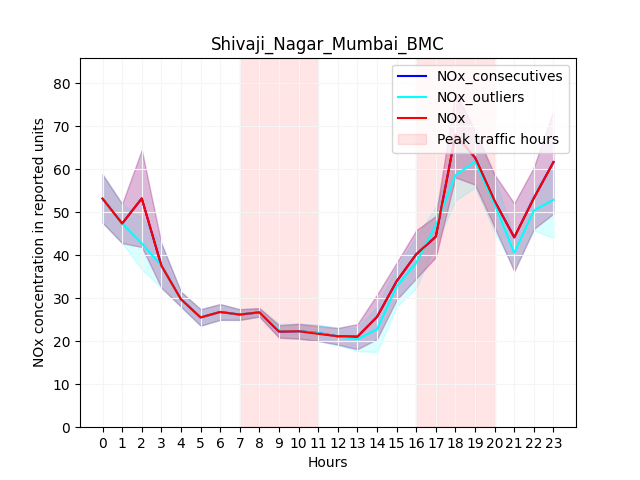 Shivaji_Nagar_Mumbai_BMC
NOx concentration in reported units
80
70
60
50
40
30
20
10
0
NOx_consecutives
NOx_outliers
NOx
Peak traffic hours
0 1 2 3 4 5 6 7 8 9 10 11 12 13 14 15 16 17 18 19 20 21 22 23
Hours